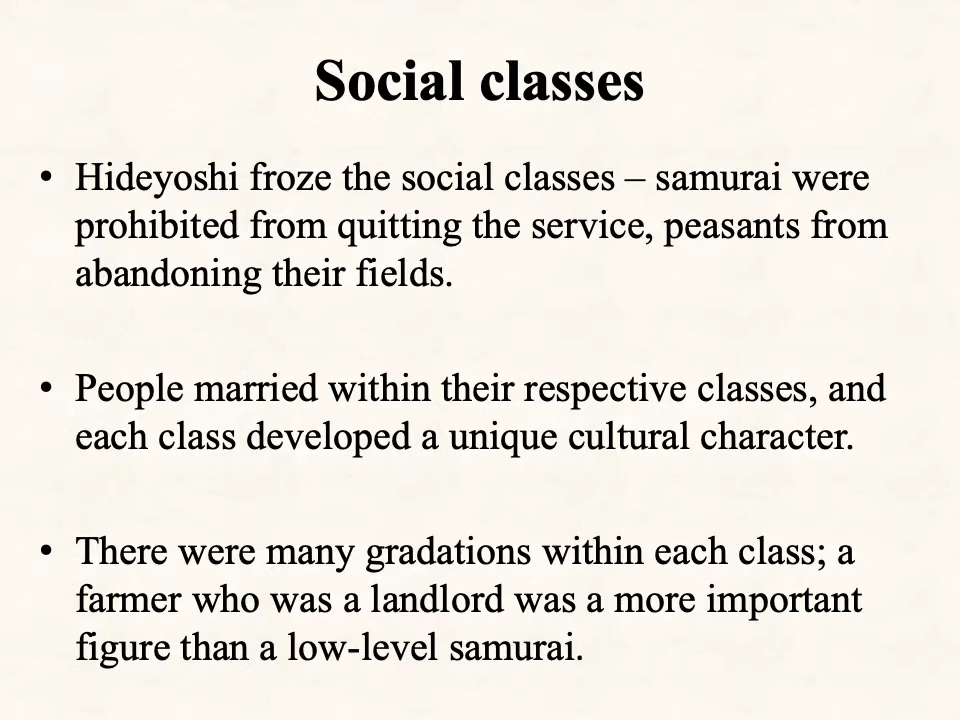 Social classes
• Hideyoshi froze the social classes – samurai were
prohibited from quitting the service, peasants from
abandoning their fields.
• People married within their respective classes, and
each class developed a unique cultural character.
• There were many gradations within each class; a
farmer who was a landlord was a more important
figure than a low-level samurai.